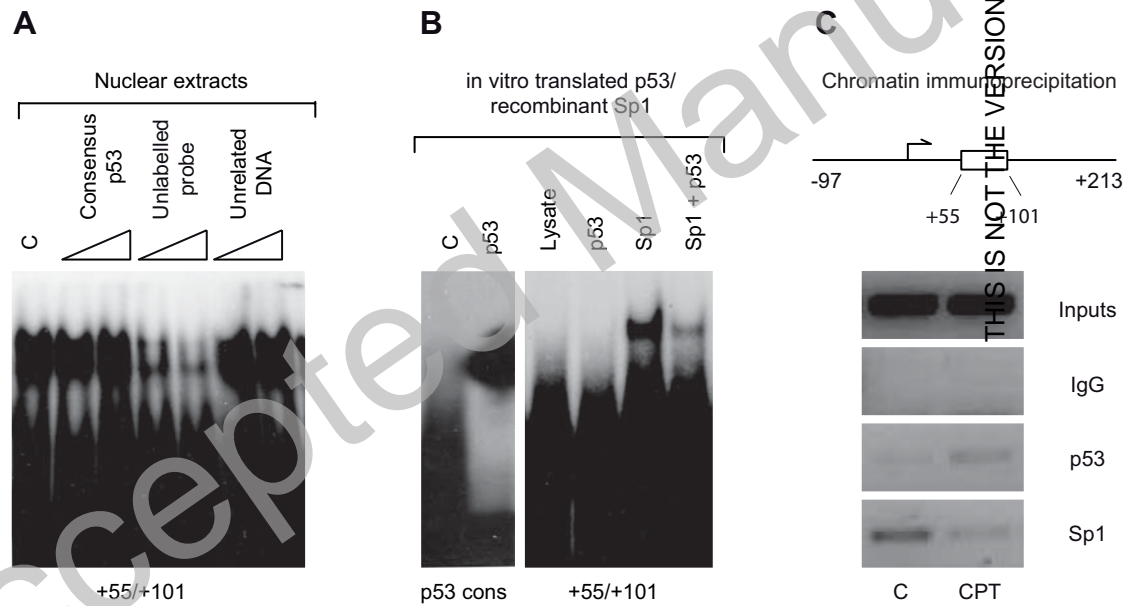 A
Nuclear extracts
Consensus
p53
Unlabelled
probe
Unrelated
DNA
C
+55/+101
B
in vitro translated p53/
recombinant Sp1
C
p53
Lysate
p53
Sp1
Sp1 + p53
p53 cons
+55/+101
C
Chromatin immunoprecipitation
-97
+213
+55
+101
Inputs
IgG
p53
Sp1
C
CPT
THIS IS NOT THE VERSION
ccepted Manu